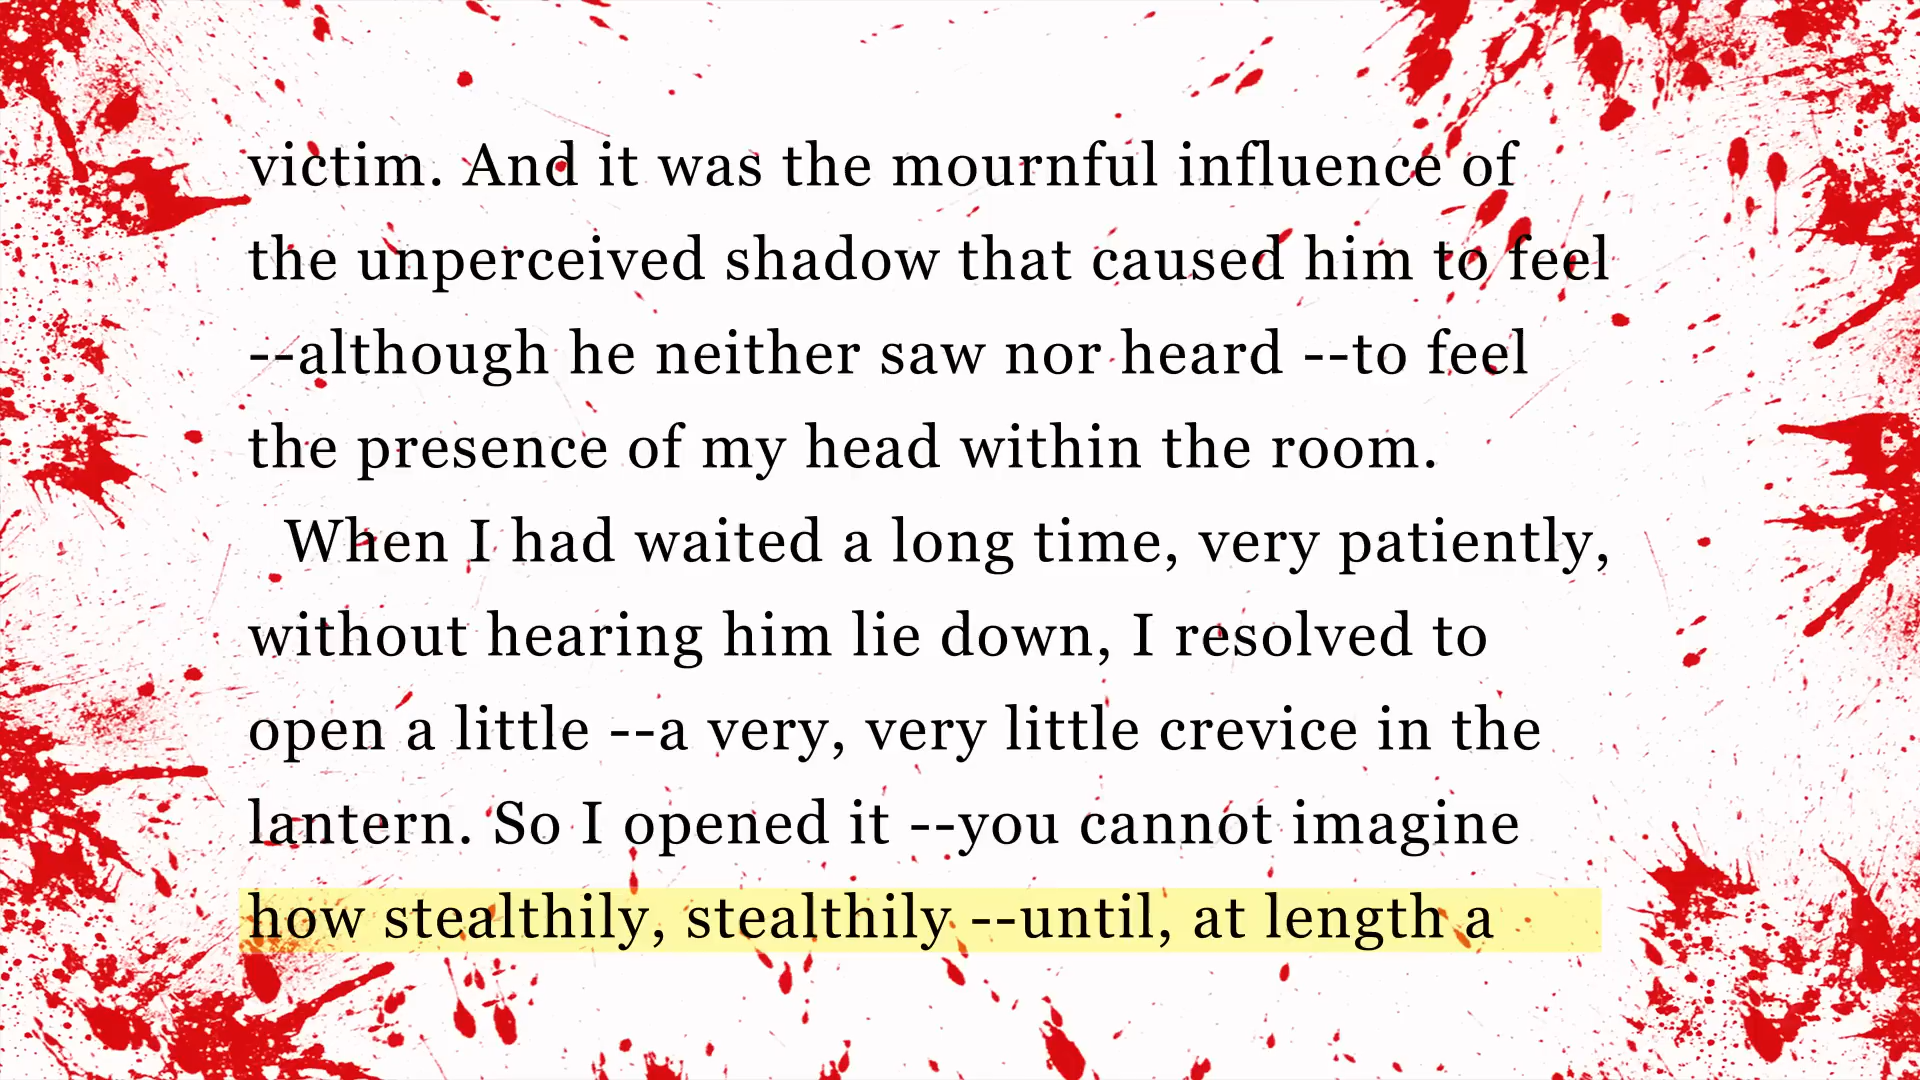 victim. And it was the mournful influence of
the unperceived shadow that caused him to feel
--although he neither saw nor heard --to feel
the presence of my head within the room.
When I had waited a long time, very patiently,
without hearing him lie down, I resolved to
open a little --a very, very little crevice in the
lantern. So I opened it --you cannot imagine
how stealthily, stealthily --until, at length a